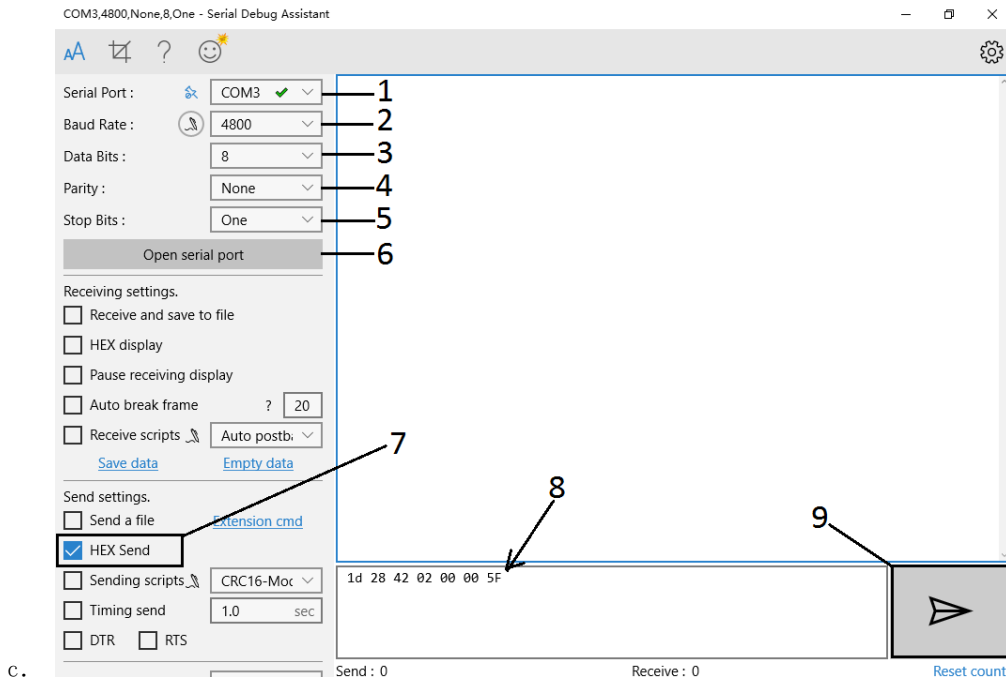 COM3,4800,None,8,One - Serial Debug Assistant
AA
Serial Port : COM3 1
Baud Rate : 4800 2
Data Bits : 8 3
Parity : None 4
Stop Bits : One 5
Open serial port 6
Receiving settings.
Receive and save to file
HEX display
Pause receiving display
Auto break frame ? 20
Receive scripts Auto postb
7
Save data Empty data
Send settings.
8
Send a file Extension cmd
9
HEX Send
Sending scripts CRC16-Moc
1d 28 42 02 00 00 5F
Timing send 1.0 sec
DTR RTS
c.
Send : 0 Receive : 0 Reset count